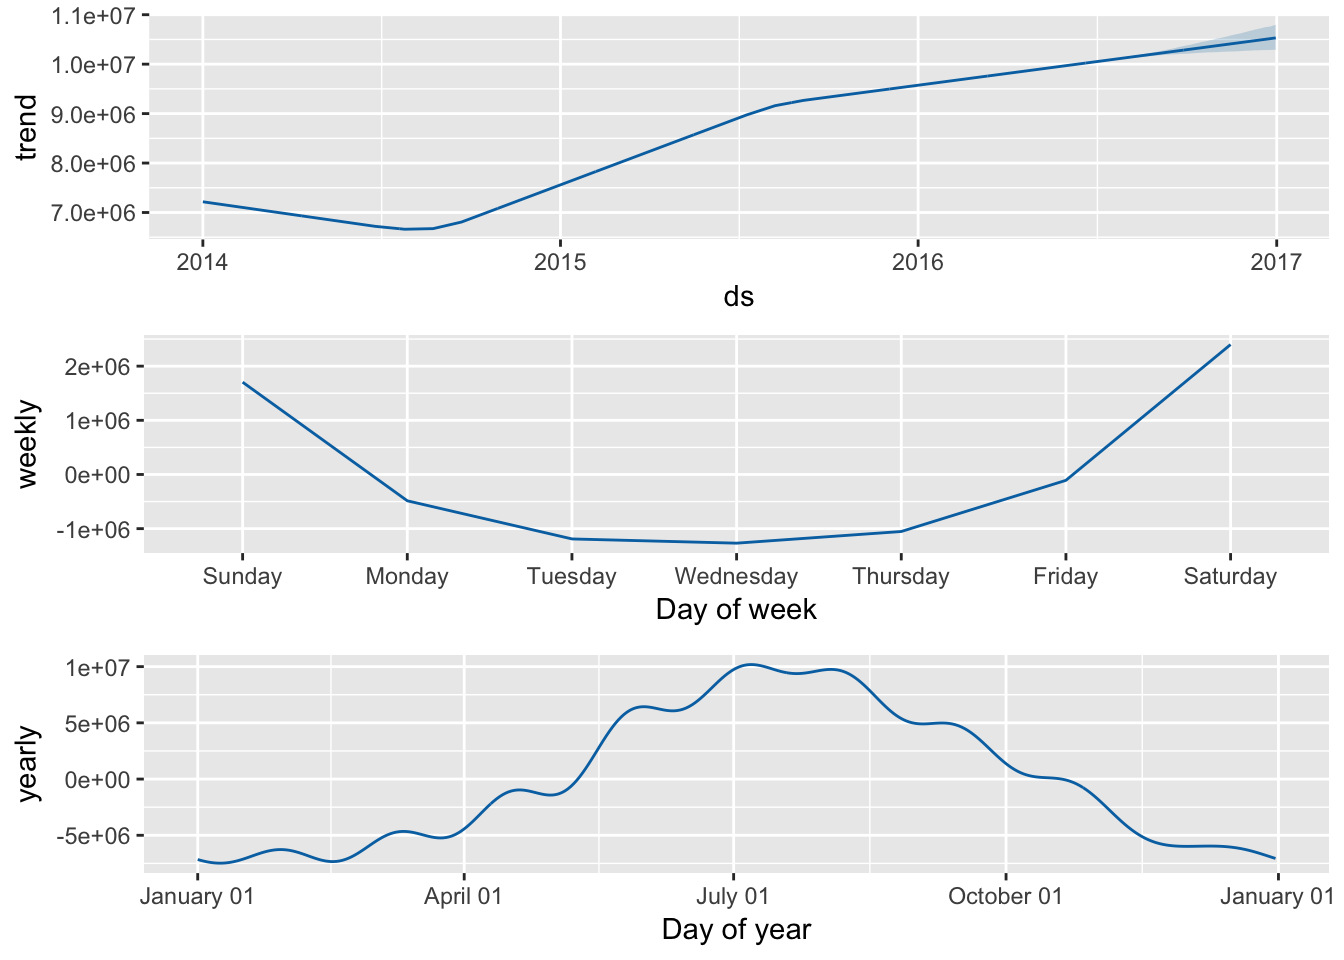 1.1e+07
1.0e+07
9.0e+06
8.0e+06
7.0e+06
trend
2014 2015 2016 2017
ds
2e+06
1e+06
0e+00
-1e+06
weekly
Sunday Monday Tuesday Wednesday Thursday Friday Saturday
Day of week
1e+07
5e+06
0e+00
-5e+06
yearly
January 01 April 01 July 01 October 01 January 01
Day of year